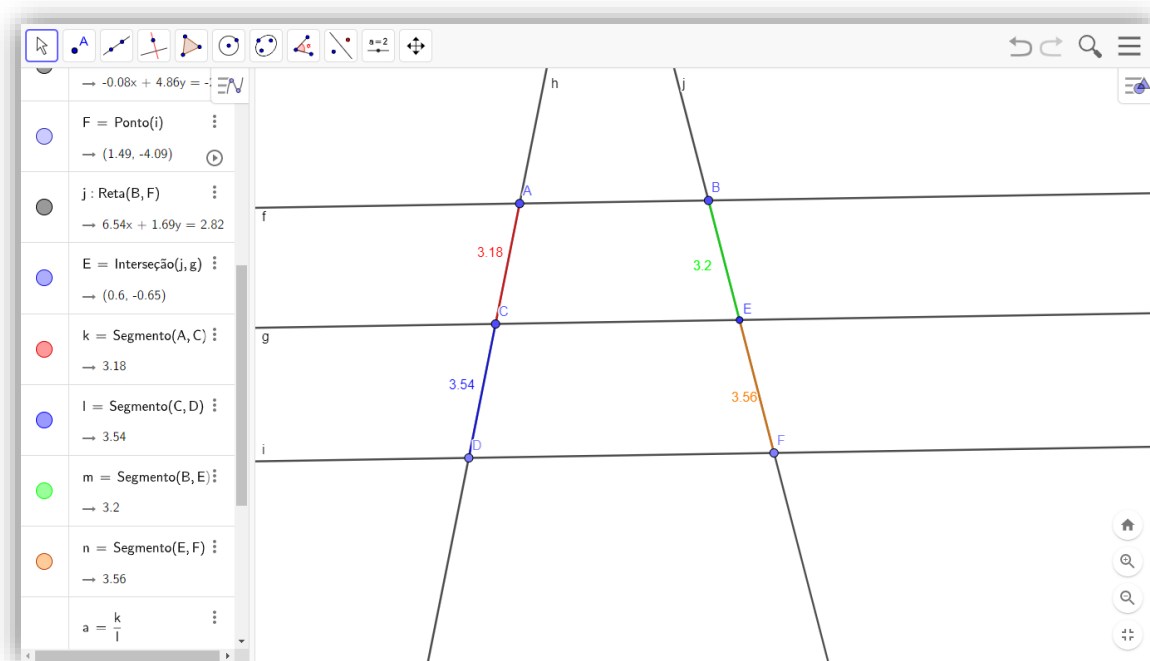 A
a=2
→ -0.08x + 4.86y = -
F = Ponto(i)
→ (1.49, -4.09)
j : Reta(B, F)
→ 6.54x + 1.69y = 2.82
E = Interseção(j, g)
→ (0.6, -0.65)
k = Segmento(A, C)
→ 3.18
l = Segmento(C, D)
→ 3.54
m = Segmento(B, E)
→ 3.2
n = Segmento(E, F)
→ 3.56
a = k/l
h
j
A
B
f
3.18
3.2
C
E
g
3.54
3.56
D
F
i